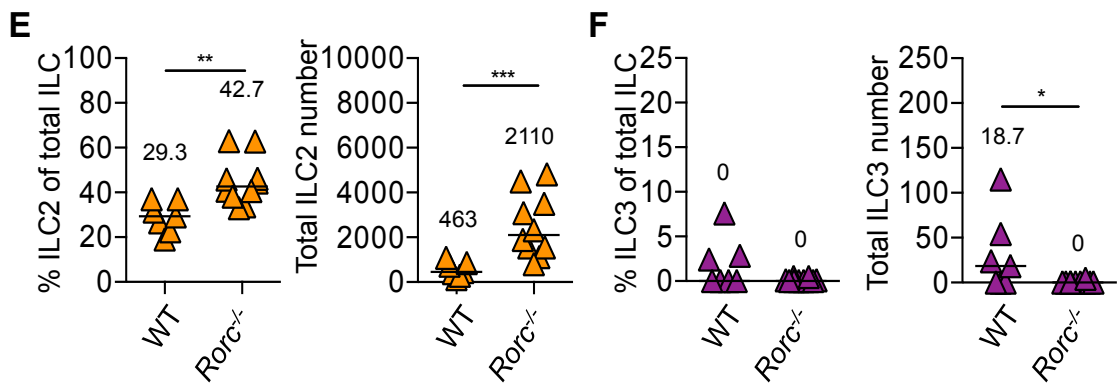 E
% ILC2 of total ILC
100
80
60
40
20
0
**
29.3
42.7
WT
Rorc-/-
Total ILC2 number
10000
8000
6000
4000
2000
0
***
463
2110
WT
Rorc-/-
F
% ILC3 of total ILC
25
20
15
10
5
0
0
0
WT
Rorc-/-
Total ILC3 number
250
200
150
100
50
0
*
18.7
0
WT
Rorc-/-